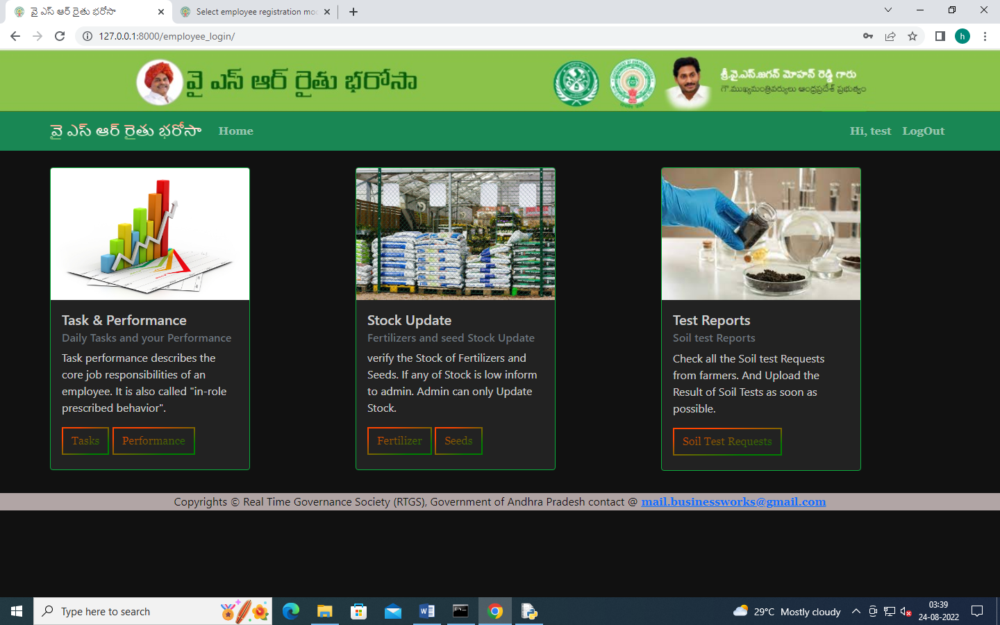 వై ఎస్ ఆర్ రైతు భరోసా
Select employee registration mod
127.0.0.1:8000/employee_login/
h
వై ఎస్ ఆర్ రైతు భరోసా
శ్రీ.వై.ఎస్.జగన్ మోహన్ రెడ్డి గారు
గౌ.ముఖ్యమంత్రివర్యులు ఆంధ్రప్రదేశ్ ప్రభుత్వం
వై ఎస్ ఆర్ రైతు భరోసా Home Hi, test LogOut
Task & Performance
Daily Tasks and your Performance
Task performance describes the
core job responsibilities of an
employee. It is also called "in-role
prescribed behavior".
Tasks Performance
Stock Update
Fertilizers and seed Stock Update
verify the Stock of Fertilizers and
Seeds. If any of Stock is low inform
to admin. Admin can only Update
Stock.
Fertilizer Seeds
Test Reports
Soil test Reports
Check all the Soil test Requests
from farmers. And Upload the
Result of Soil Tests as soon as
possible.
Soil Test Requests
Copyrights © Real Time Governance Society (RTGS), Government of Andhra Pradesh contact @ mail.businessworks@gmail.com
Type here to search
29°C Mostly cloudy
03:39
24-08-2022